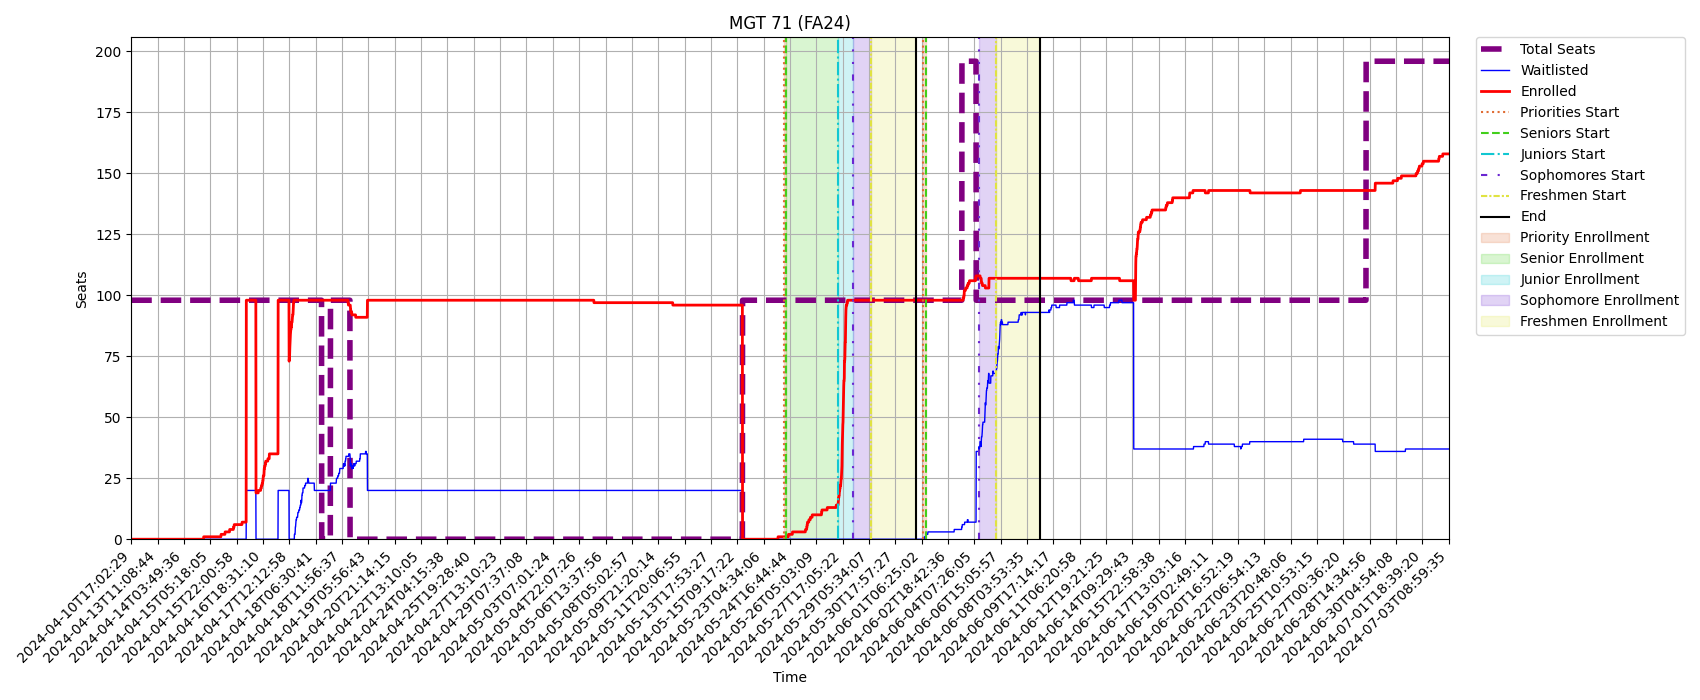 MGT 71 (FA24)
200
175
150
125
100
75
50
25
0
Seats
2024-04-10T17:02:29
2024-04-13T11:08:44
2024-04-14T03:49:36
2024-04-15T05:18:05
2024-04-15T22:00:58
2024-04-16T18:31:10
2024-04-17T12:12:58
2024-04-18T06:30:41
2024-04-18T11:56:37
2024-04-19T05:56:43
2024-04-20T21:14:15
2024-04-22T13:10:05
2024-04-24T04:15:38
2024-04-25T19:28:40
2024-04-27T13:10:23
2024-04-29T07:37:08
2024-05-03T07:01:24
2024-05-04T22:07:26
2024-05-06T13:37:56
2024-05-08T05:02:57
2024-05-09T21:20:14
2024-05-11T20:06:55
2024-05-13T17:53:27
2024-05-15T09:17:22
2024-05-23T04:34:06
2024-05-24T16:44:44
2024-05-26T05:03:09
2024-05-27T17:05:22
2024-05-29T05:34:07
2024-05-30T17:57:27
2024-06-01T06:25:02
2024-06-02T18:42:36
2024-06-04T07:26:05
2024-06-06T15:05:57
2024-06-08T03:53:35
2024-06-09T17:14:17
2024-06-11T06:20:58
2024-06-12T19:21:25
2024-06-14T09:29:43
2024-06-15T22:58:38
2024-06-17T13:03:16
2024-06-19T02:49:11
2024-06-20T16:52:19
2024-06-22T06:54:13
2024-06-23T20:48:06
2024-06-25T10:53:15
2024-06-27T00:36:20
2024-06-28T14:34:56
2024-06-30T04:54:08
2024-07-01T18:39:20
2024-07-03T08:59:35
Time
Total Seats
Waitlisted
Enrolled
Priorities Start
Seniors Start
Juniors Start
Sophomores Start
Freshmen Start
End
Priority Enrollment
Senior Enrollment
Junior Enrollment
Sophomore Enrollment
Freshmen Enrollment